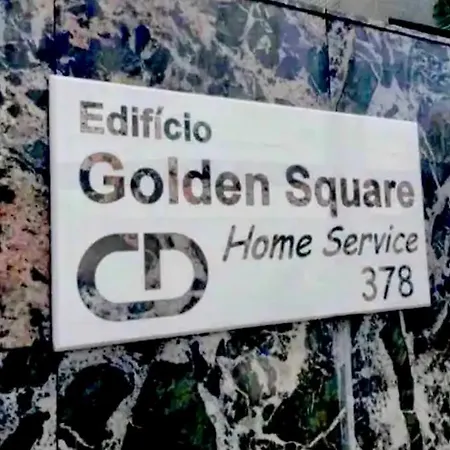 Edifício
Golden Square
Home Service
378